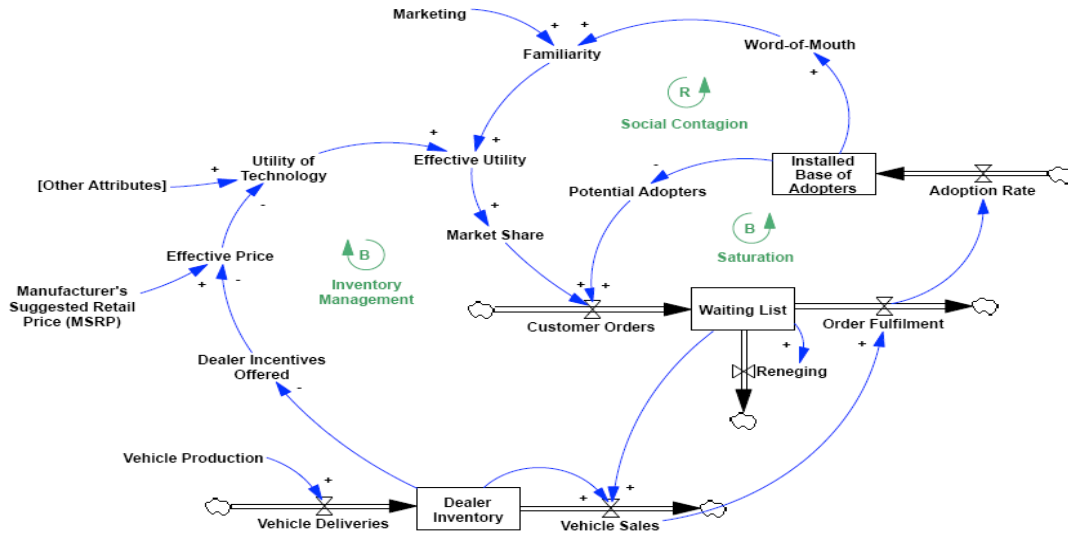 Marketing
+
+
Familiarity
Word-of-Mouth
+
R
Social Contagion
+
+
Effective Utility
Utility of
Technology
[Other Attributes]
+
-
-
Potential Adopters
Installed
Base of
Adopters
Adoption Rate
+
Market Share
B
Saturation
Effective Price
+
-
B
Inventory
Management
Manufacturer's
Suggested Retail
Price (MSRP)
+
+
Customer Orders
Waiting List
Order Fulfilment
+
+
Reneging
Dealer Incentives
Offered
-
Vehicle Production
+
Vehicle Deliveries
Dealer
Inventory
+
+
Vehicle Sales